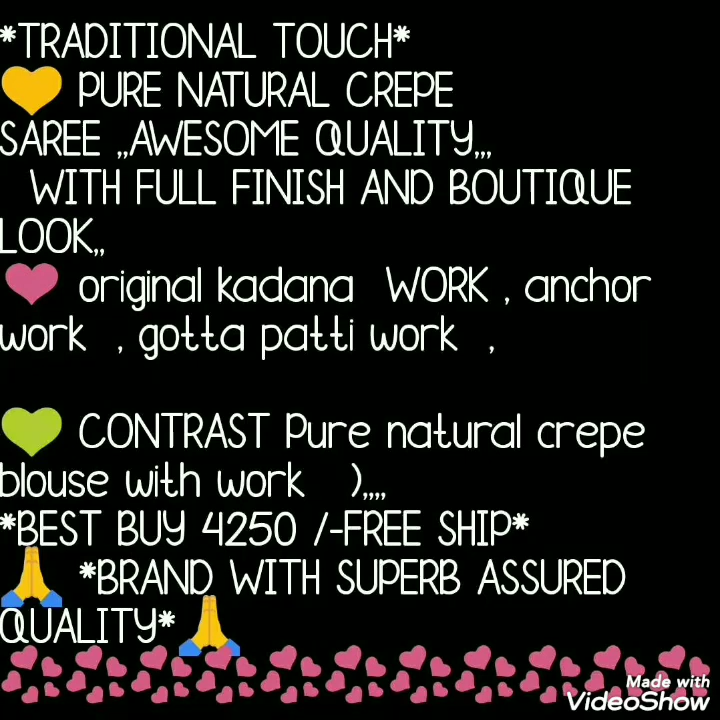 *TRADITIONAL TOUCH*
💛 PURE NATURAL CREPE
SAREE ,,AWESOME QUALITY,,,
WITH FULL FINISH AND BOUTIQUE
LOOK,,
💗 original kadana WORK , anchor
work , gotta patti work ,
💚 CONTRAST Pure natural crepe
blouse with work ),,,,
*BEST BUY 4250 /-FREE SHIP*
🙏 *BRAND WITH SUPERB ASSURED
QUALITY*🙏
Made with
VideoShow